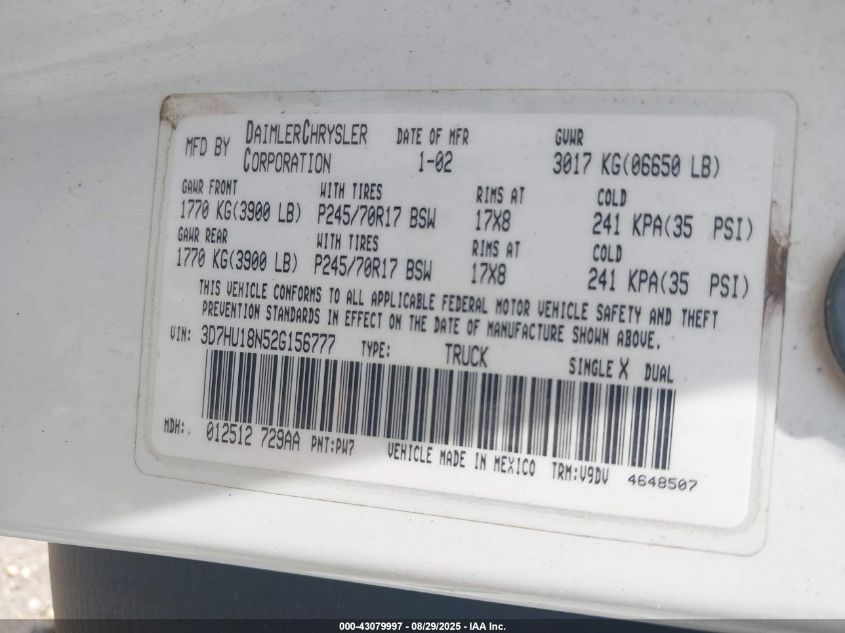 MFD BY DAIMLERCHRYSLER CORPORATION DATE OF MFR 1-02 GVWR 3017 KG(06650 LB)
GAWR FRONT WITH TIRES RIMS AT COLD
1770 KG(3900 LB) P245/70R17 BSW 17X8 241 KPA(35 PSI)
GAWR REAR WITH TIRES RIMS AT COLD
1770 KG(3900 LB) P245/70R17 BSW 17X8 241 KPA(35 PSI)
THIS VEHICLE CONFORMS TO ALL APPLICABLE FEDERAL MOTOR VEHICLE SAFETY AND THEFT
PREVENTION STANDARDS IN EFFECT ON THE DATE OF MANUFACTURE SHOWN ABOVE.
VIN: 3D7HU18N52G156777 TYPE: TRUCK SINGLE X DUAL
MDH: 012512 729AA PNT:PW7 VEHICLE MADE IN MEXICO TRM:V9DV 4648507
000-43079997 - 08/29/2025 - IAA Inc.